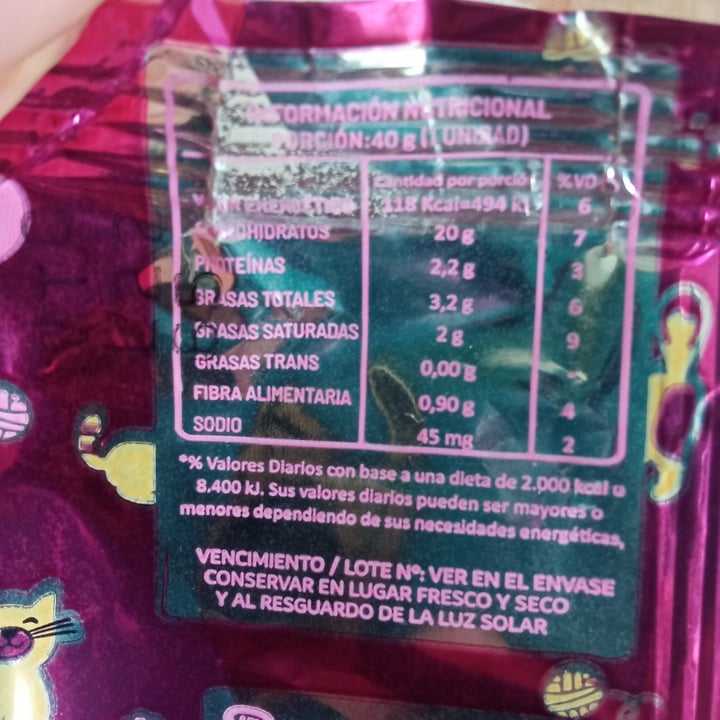 INFORMACIÓN NUTRICIONAL
PORCIÓN:40 g (1 UNIDAD)
Cantidad por porción %VD
118 Kcal=494 kJ 6
CARBOHIDRATOS 20 g 7
PROTEÍNAS 2,2 g 3
GRASAS TOTALES 3,2 g 6
GRASAS SATURADAS 2 g 9
GRASAS TRANS 0,00 g -
FIBRA ALIMENTARIA 0,90 g 4
SODIO 45 mg 2
*% Valores Diarios con base a una dieta de 2.000 kcal u
8.400 kJ. Sus valores diarios pueden ser mayores o
menores dependiendo de sus necesidades energéticas,
VENCIMIENTO / LOTE Nº: VER EN EL ENVASE
CONSERVAR EN LUGAR FRESCO Y SECO
Y AL RESGUARDO DE LA LUZ SOLAR